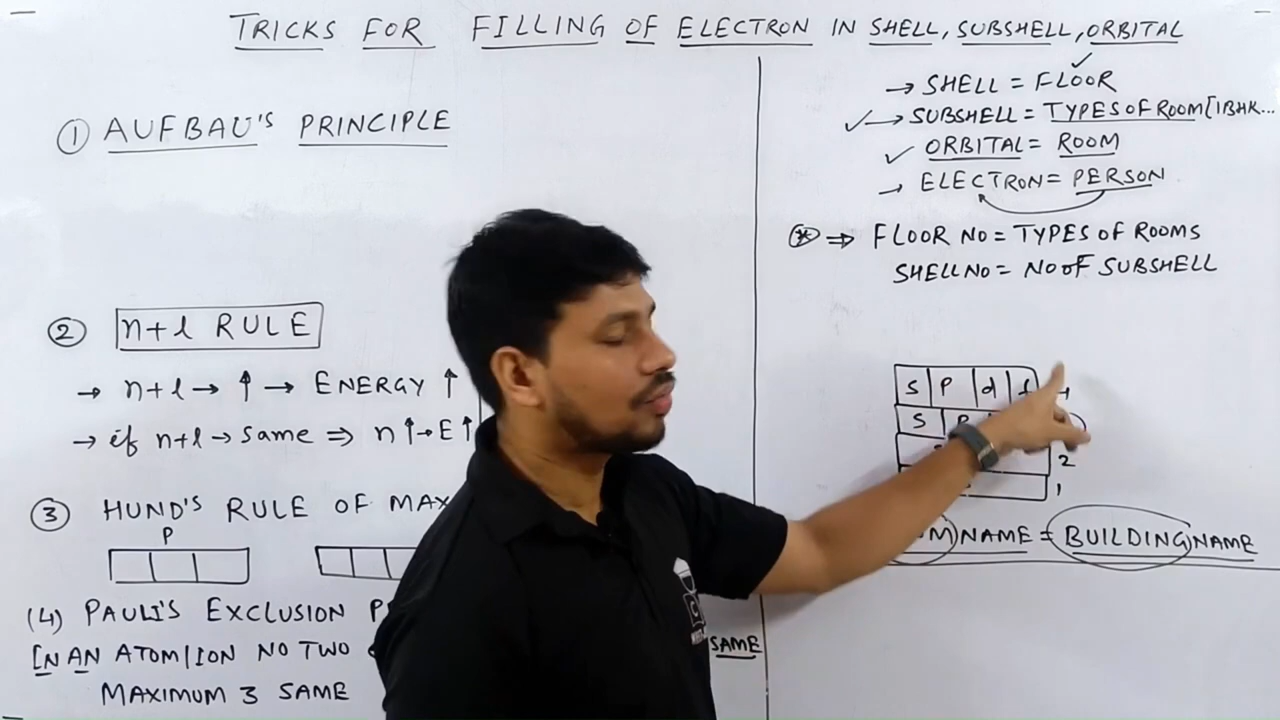 TRICKS FOR FILLING OF ELECTRON IN SHELL, SUBSHELL, ORBITAL
① AUFBAU'S PRINCIPLE
② n+l RULE
→ n+l → ↑ → ENERGY ↑
→ if n+l → same ⇒ n↑→E↑
③ HUND'S RULE OF MAX
P
(4) PAULI'S EXCLUSION P
IN AN ATOM/ION NO TWO SAME
MAXIMUM 3 SAME
→ SHELL = FLOOR
✓→ SUBSHELL = TYPES OF ROOM[1BHK...
✓ ORBITAL = ROOM
→ ELECTRON = PERSON
⊛ ⇒ FLOOR NO = TYPES OF ROOMS
SHELL NO = NO OF SUBSHELL
S P d f 4
S P
2
1
M NAME = BUILDING NAME